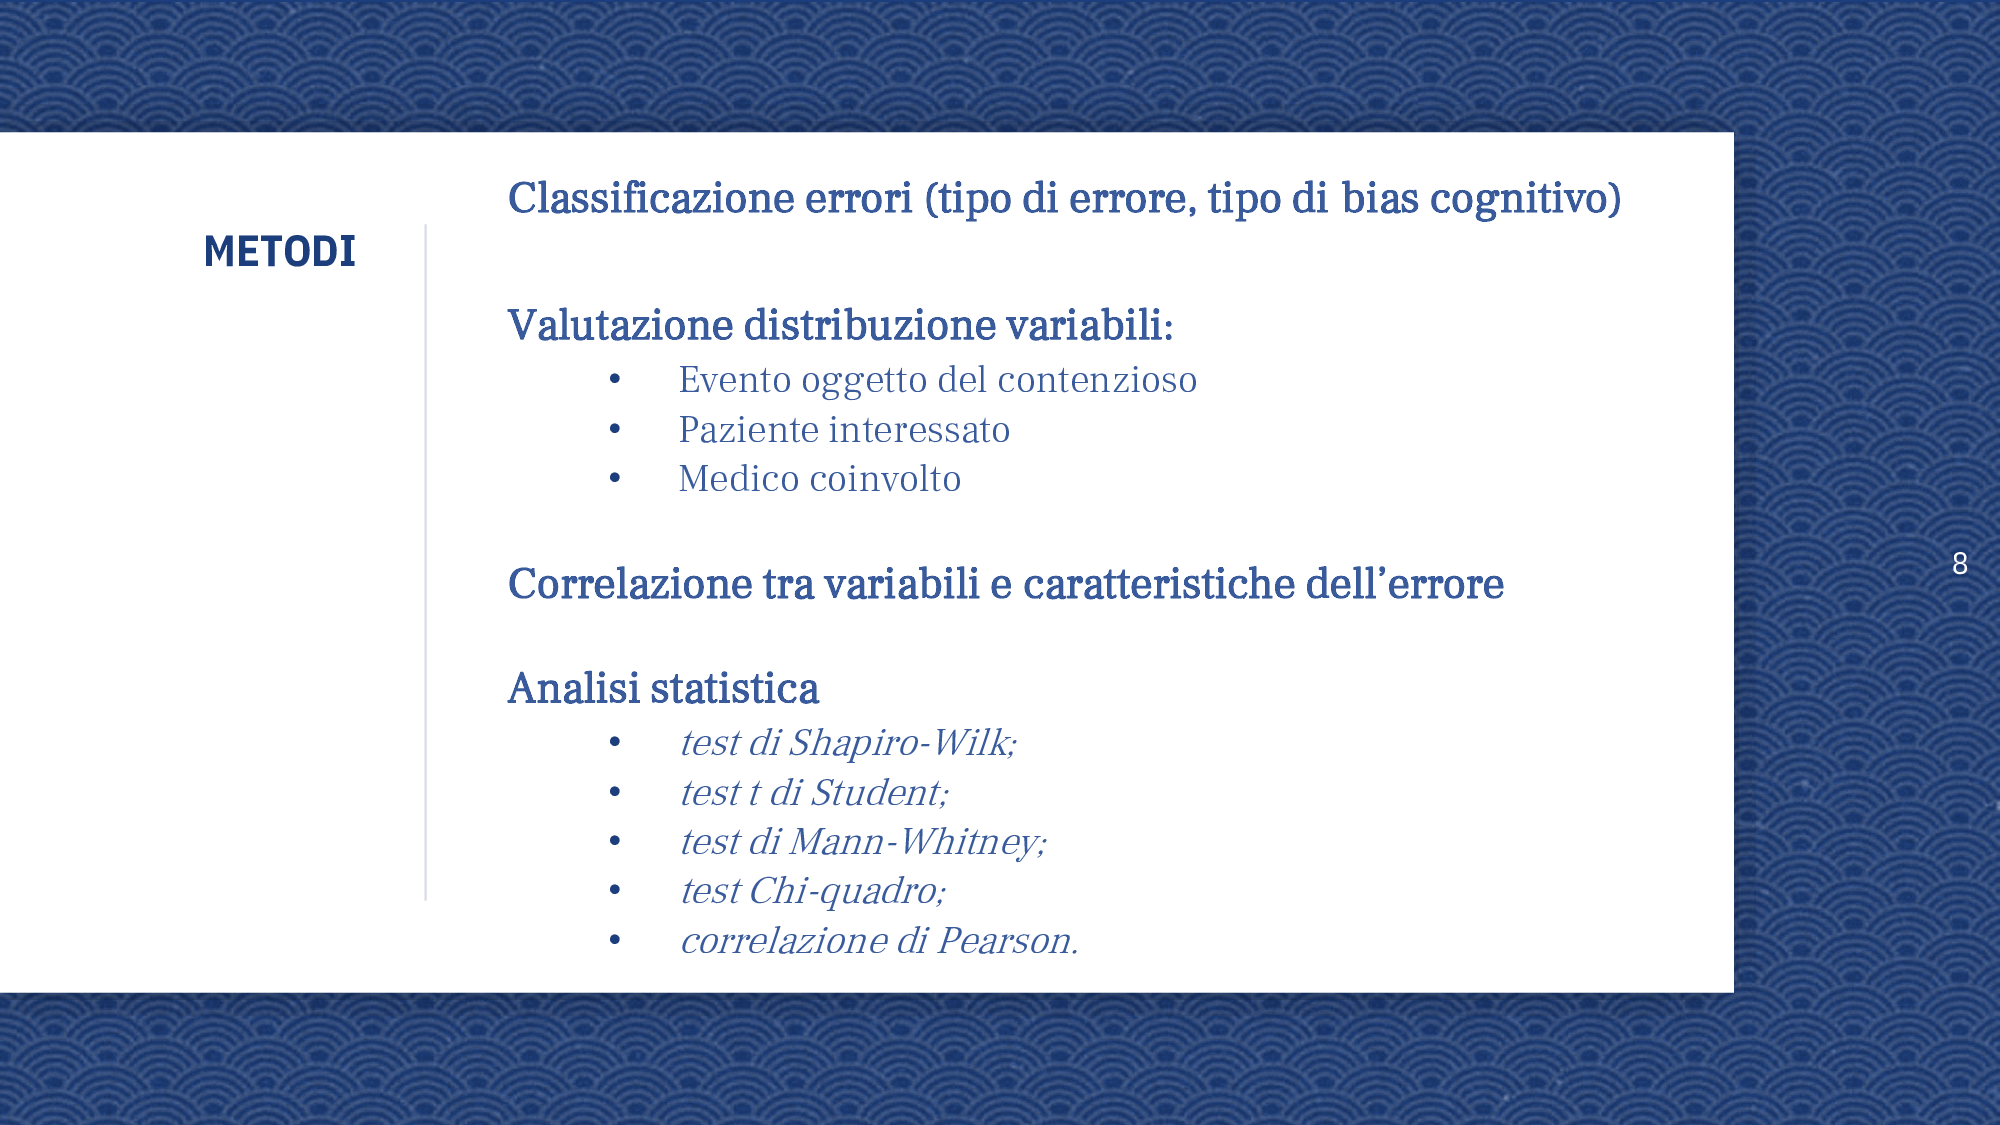 METODI
Classificazione errori (tipo di errore, tipo di bias cognitivo)
Valutazione distribuzione variabili:
• Evento oggetto del contenzioso
• Paziente interessato
• Medico coinvolto
Correlazione tra variabili e caratteristiche dell’errore
Analisi statistica
• test di Shapiro-Wilk;
• test t di Student;
• test di Mann-Whitney;
• test Chi-quadro;
• correlazione di Pearson.
8